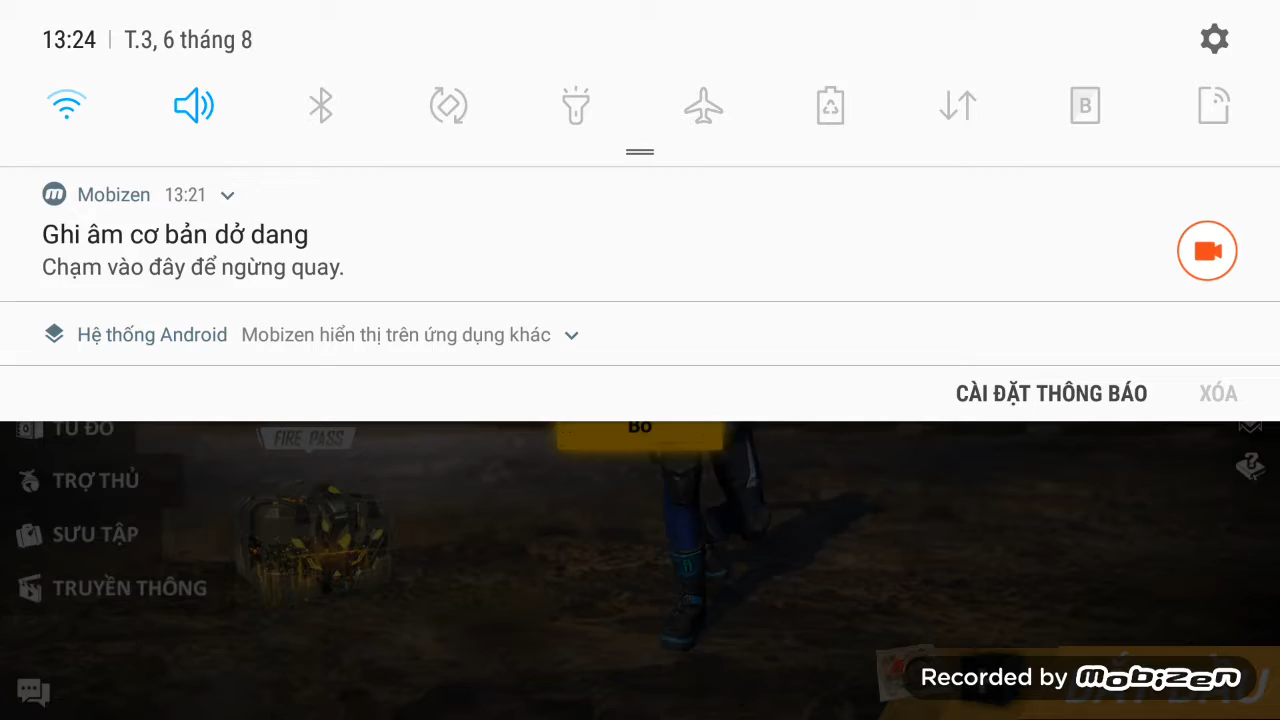 13:24 | T.3, 6 tháng 8
B
Mobizen 13:21
Ghi âm cơ bản dở dang
Chạm vào đây để ngừng quay.
Hệ thống Android Mobizen hiển thị trên ứng dụng khác
CÀI ĐẶT THÔNG BÁO XÓA
TỦ ĐỒ
FIRE PASS
TRỢ THỦ
SƯU TẬP
TRUYỀN THÔNG
Recorded by mobizen